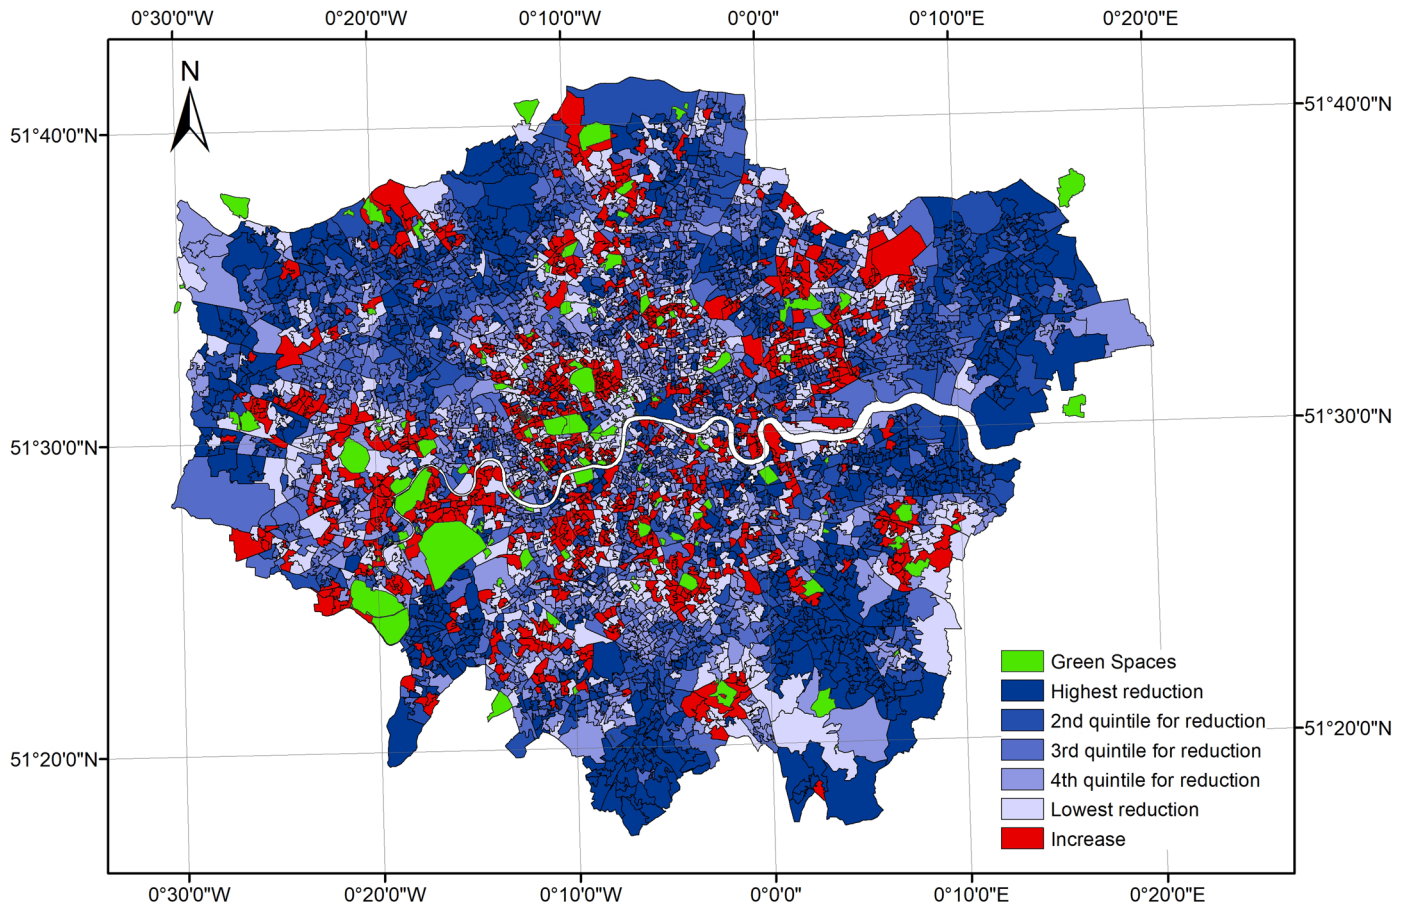 0°30'0"W 0°20'0"W 0°10'0"W 0°0'0" 0°10'0"E 0°20'0"E
N
51°40'0"N 51°40'0"N
51°30'0"N 51°30'0"N
51°20'0"N 51°20'0"N
Green Spaces
Highest reduction
2nd quintile for reduction
3rd quintile for reduction
4th quintile for reduction
Lowest reduction
Increase
0°30'0"W 0°20'0"W 0°10'0"W 0°0'0" 0°10'0"E 0°20'0"E